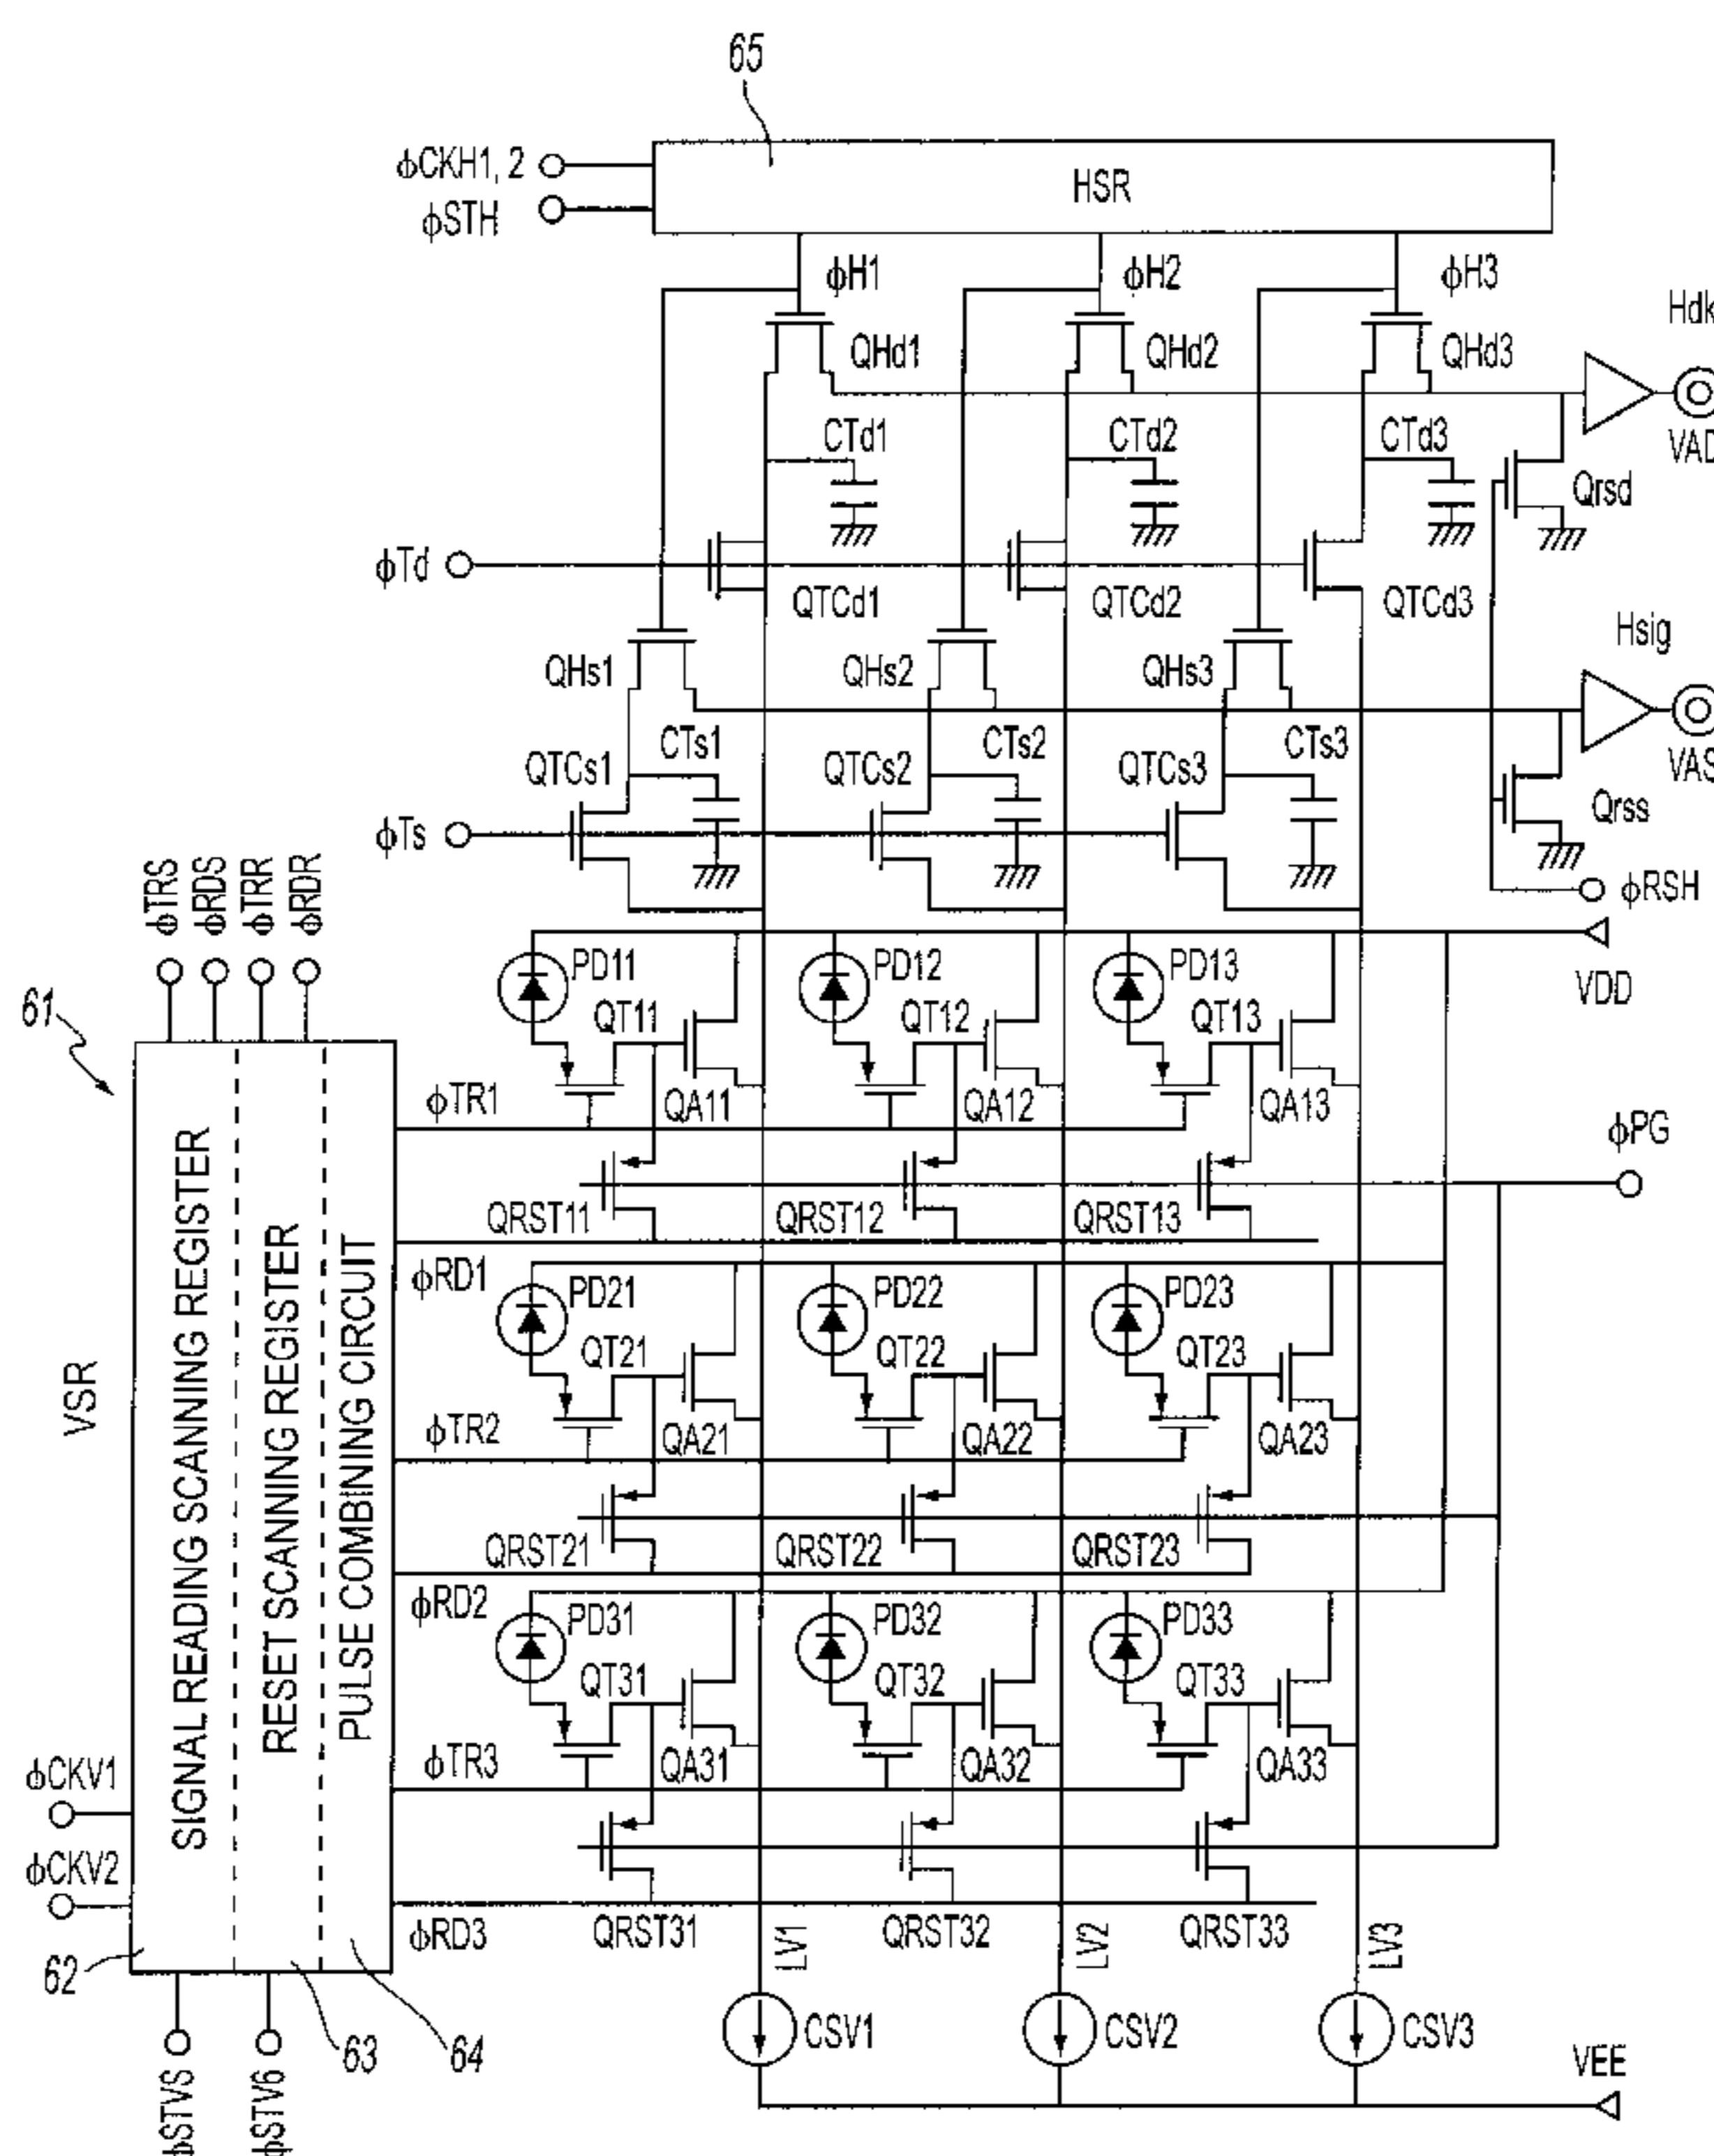 65
ϕCKH1, 2
HSR
ϕSTH
ϕH1 ϕH2 ϕH3
Hdk
QHd1 QHd2 QHd3
CTd1 CTd2 CTd3
VAD
Qrsd
ϕTd
QTCd1 QTCd2 QTCd3
Hsig
QHs1 QHs2 QHs3
CTs1 CTs2 CTs3
QTCs1 QTCs2 QTCs3
VAS
Qrss
ϕTs
ϕTRS ϕRDS ϕTRR ϕRDR
ϕRSH
PD11 PD12 PD13
VDD
61
QT11 QT12 QT13
ϕTR1 QA11 QA12 QA13
ϕPG
QRST11 QRST12 QRST13
ϕRD1
PD21 PD22 PD23
QT21 QT22 QT23
VSR
SIGNAL READING SCANNING REGISTER
RESET SCANNING REGISTER
PULSE COMBINING CIRCUIT
ϕTR2 QA21 QA22 QA23
QRST21 QRST22 QRST23
ϕRD2
PD31 PD32 PD33
QT31 QT32 QT33
ϕTR3 QA31 QA32 QA33
ϕCKV1
ϕCKV2
ϕRD3 QRST31 QRST32 QRST33
LV1 LV2 LV3
62
63 64
CSV1 CSV2 CSV3
VEE
ϕSTVS ϕSTV6